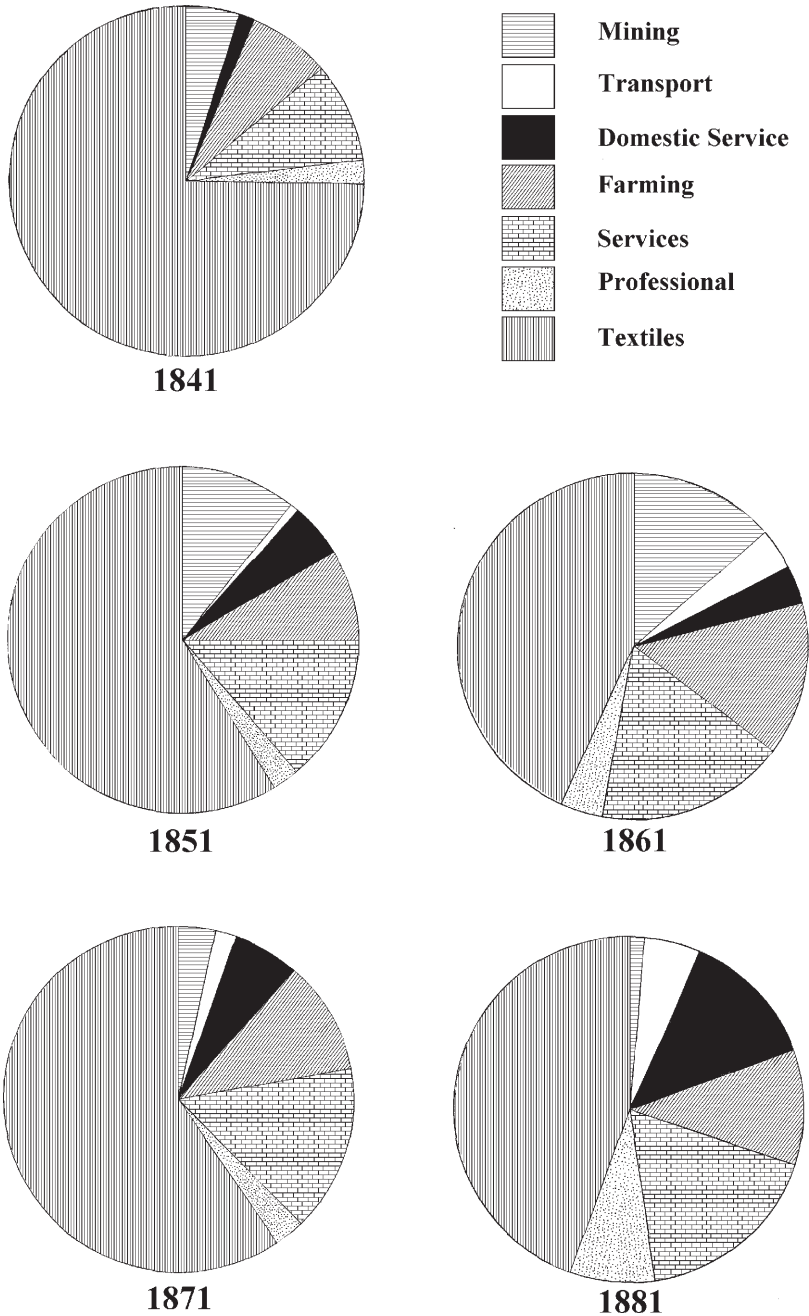 Mining
Transport
Domestic Service
Farming
Services
Professional
Textiles
1841
1851
1861
1871
1881